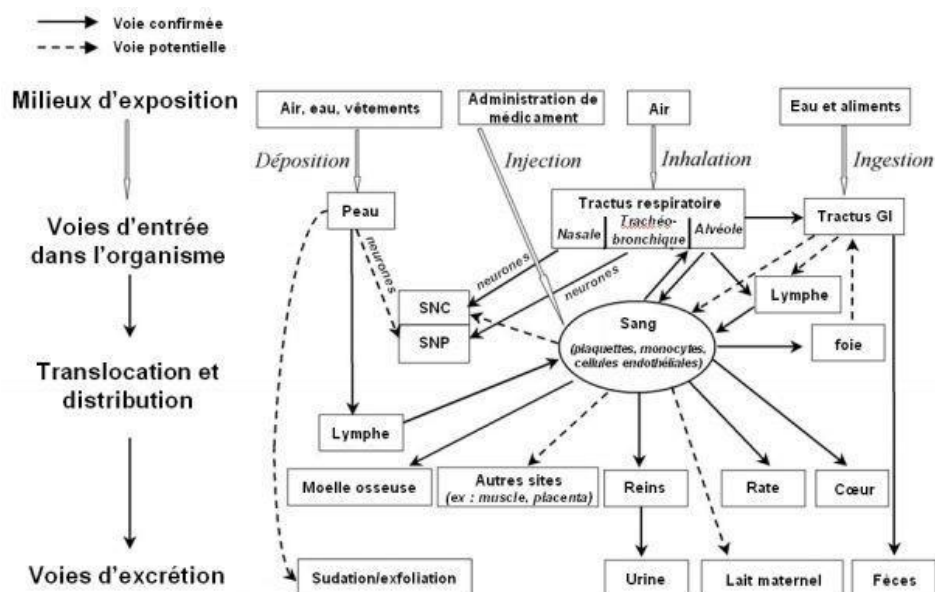 Voie confirmée
Voie potentielle
Milieux d'exposition
Air, eau, vêtements
Administration de
médicament
Air
Eau et aliments
Déposition
Injection
Inhalation
Ingestion
Voies d'entrée
dans l'organisme
Peau
Tractus respiratoire
Nasale
Trachéo-
bronchique
Alvéole
Tractus GI
neurones
neurones
neurones
SNC
SNP
Lymphe
Sang
(plaquettes, monocytes,
cellules endothéliales)
foie
Translocation et
distribution
Lymphe
Moelle osseuse
Autres sites
(ex : muscle, placenta)
Reins
Rate
Cœur
Voies d'excrétion
Sudation/exfoliation
Urine
Lait maternel
Fèces